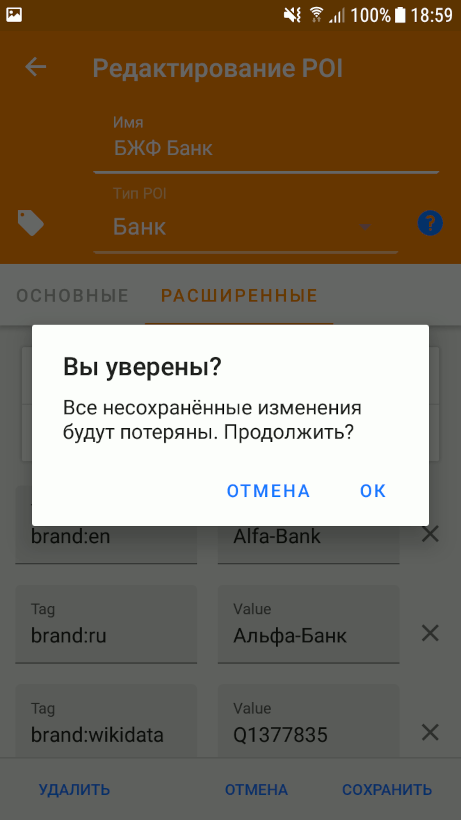 100% 18:59
Редактирование POI
Имя
БЖФ Банк
Тип POI
Банк
?
ОСНОВНЫЕ РАСШИРЕННЫЕ
Вы уверены?
Все несохранённые изменения
будут потеряны. Продолжить?
ОТМЕНА ОК
brand:en Alfa-Bank
Tag Value
brand:ru Альфа-Банк
Tag Value
brand:wikidata Q1377835
УДАЛИТЬ ОТМЕНА СОХРАНИТЬ